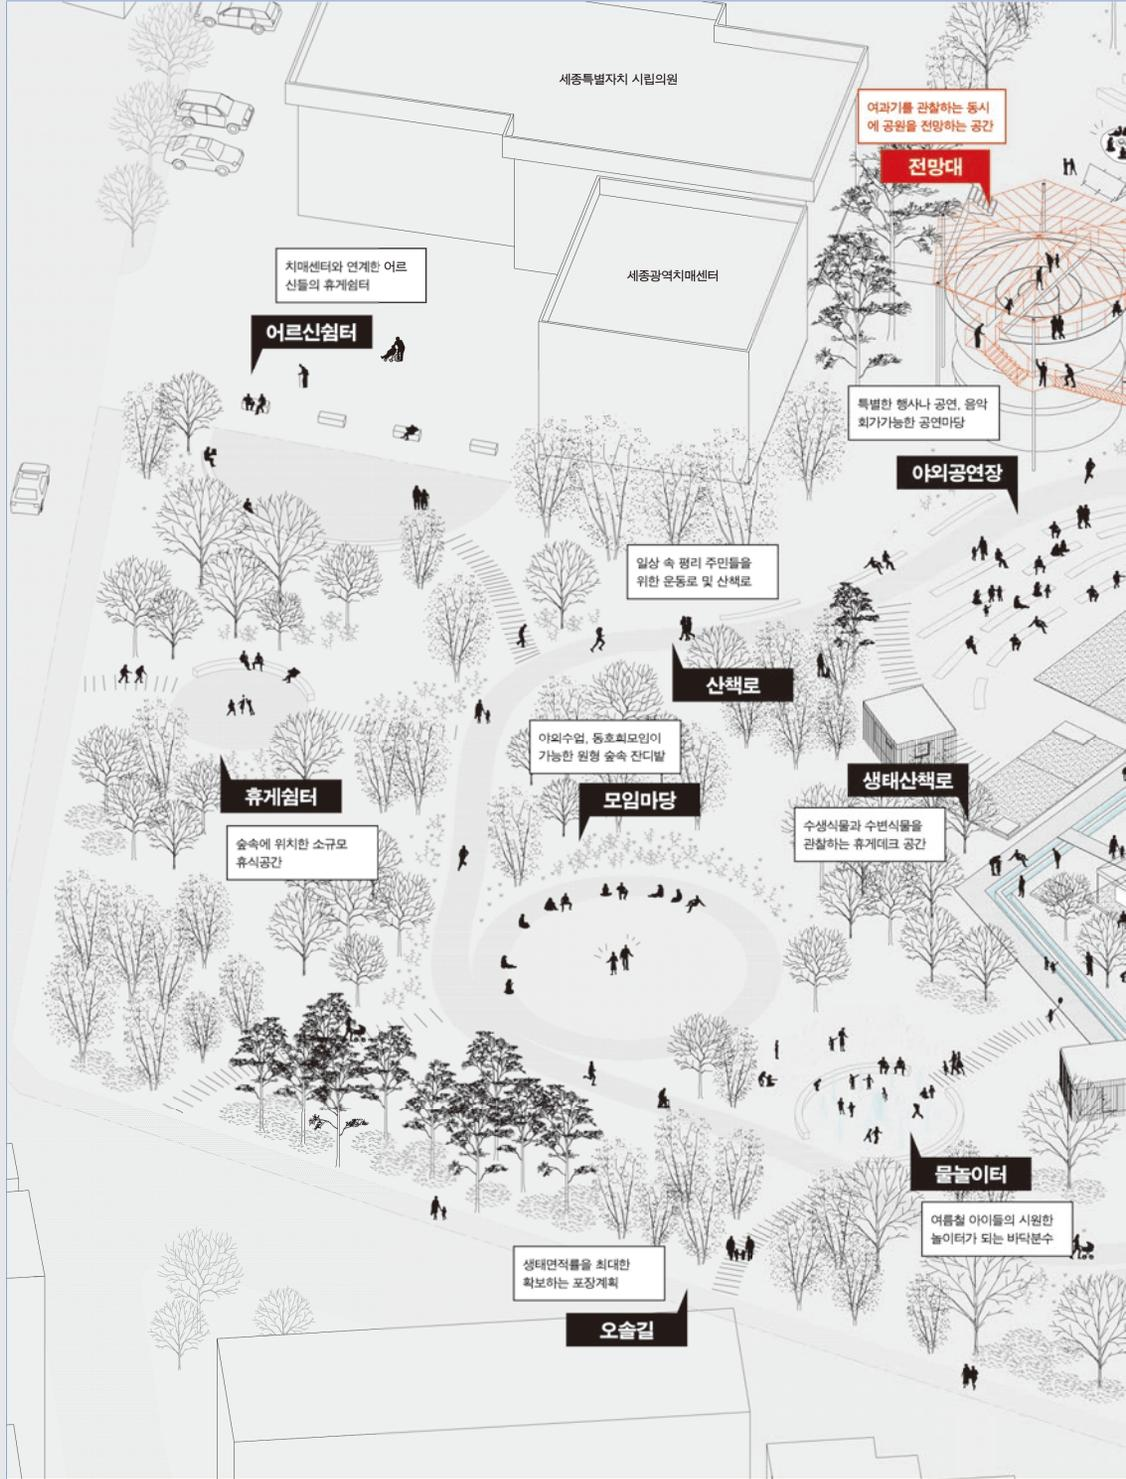 세종특별자치 시립의원
여과기를 관찰하는 동시
에 공원을 전망하는 공간
전망대
세종광역치매센터
치매센터와 연계한 어르
신들의 휴게쉼터
어르신쉼터
특별한 행사나 공연, 음악
회가가능한 공연마당
야외공연장
일상 속 평리 주민들을
위한 운동로 및 산책로
산책로
야외수업, 동호회모임이
가능한 원형 숲속 잔디밭
모임마당
생태산책로
수생식물과 수변식물을
관찰하는 휴게데크 공간
휴게쉼터
숲속에 위치한 소규모
휴식공간
물놀이터
여름철 아이들의 시원한
놀이터가 되는 바닥분수
생태면적률을 최대한
확보하는 포장계획
오솔길